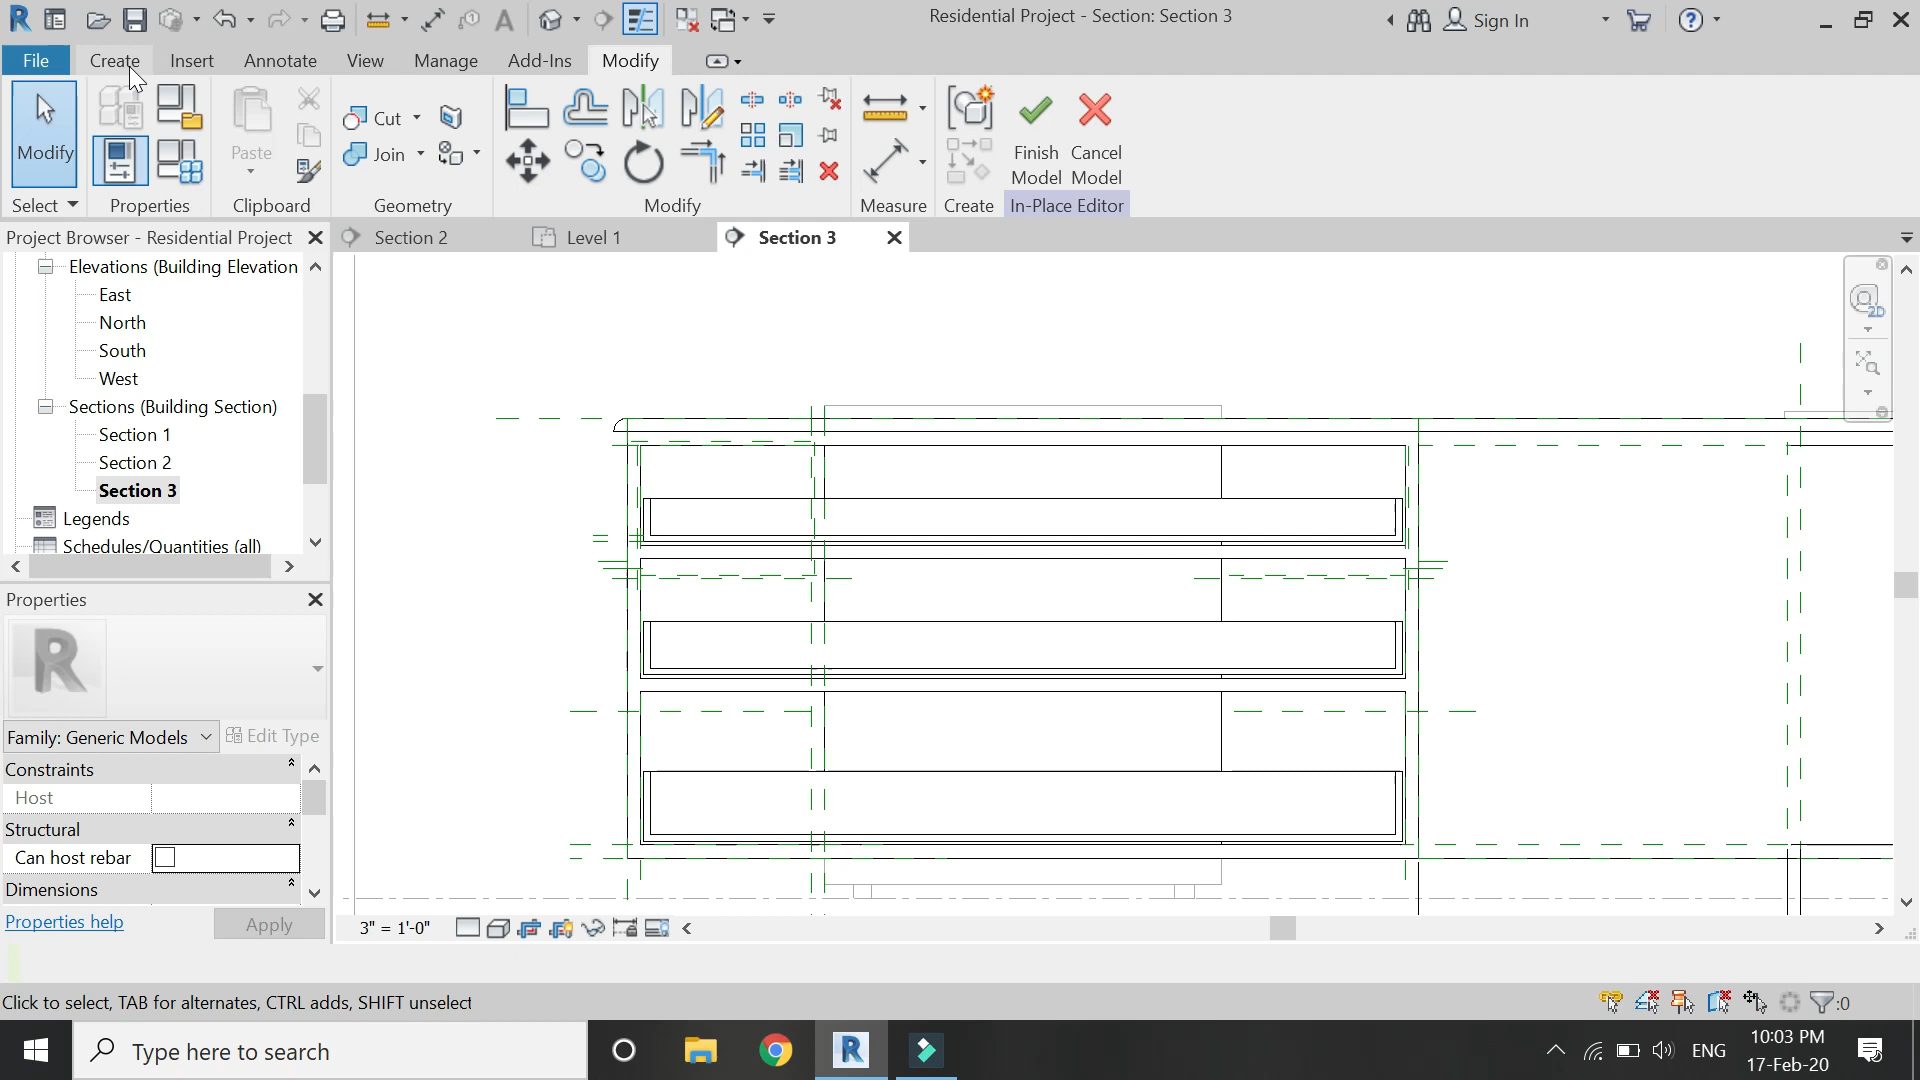 Residential Project - Section: Section 3
Sign In
File
Create
Insert
Annotate
View
Manage
Add-Ins
Modify
Modify
Paste
Cut
Join
Finish Model
Cancel Model
Select
Properties
Clipboard
Geometry
Modify
Measure
Create
In-Place Editor
Project Browser - Residential Project
Section 2
Level 1
Section 3
Elevations (Building Elevation
East
North
South
West
Sections (Building Section)
Section 1
Section 2
Section 3
Legends
Schedules/Quantities (all)
Properties
R
Family: Generic Models
Edit Type
Constraints
Host
Structural
Can host rebar
Dimensions
Properties help
Apply
2D
3" = 1'-0"
Click to select, TAB for alternates, CTRL adds, SHIFT unselect
:0
Type here to search
ENG
10:03 PM
17-Feb-20